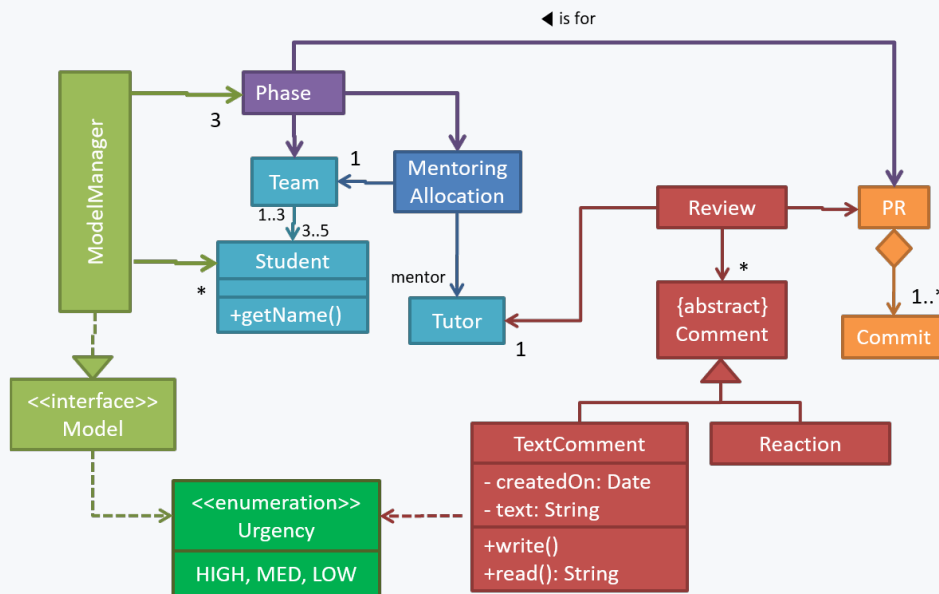 ◀ is for
ModelManager
3
Phase
1
Team
Mentoring
Allocation
Review
PR
1..3
3..5
Student
*
+getName()
mentor
Tutor
1
*
{abstract}
Comment
1..*
Commit
<<interface>>
Model
TextComment
- createdOn: Date
- text: String
+write()
+read(): String
Reaction
<<enumeration>>
Urgency
HIGH, MED, LOW